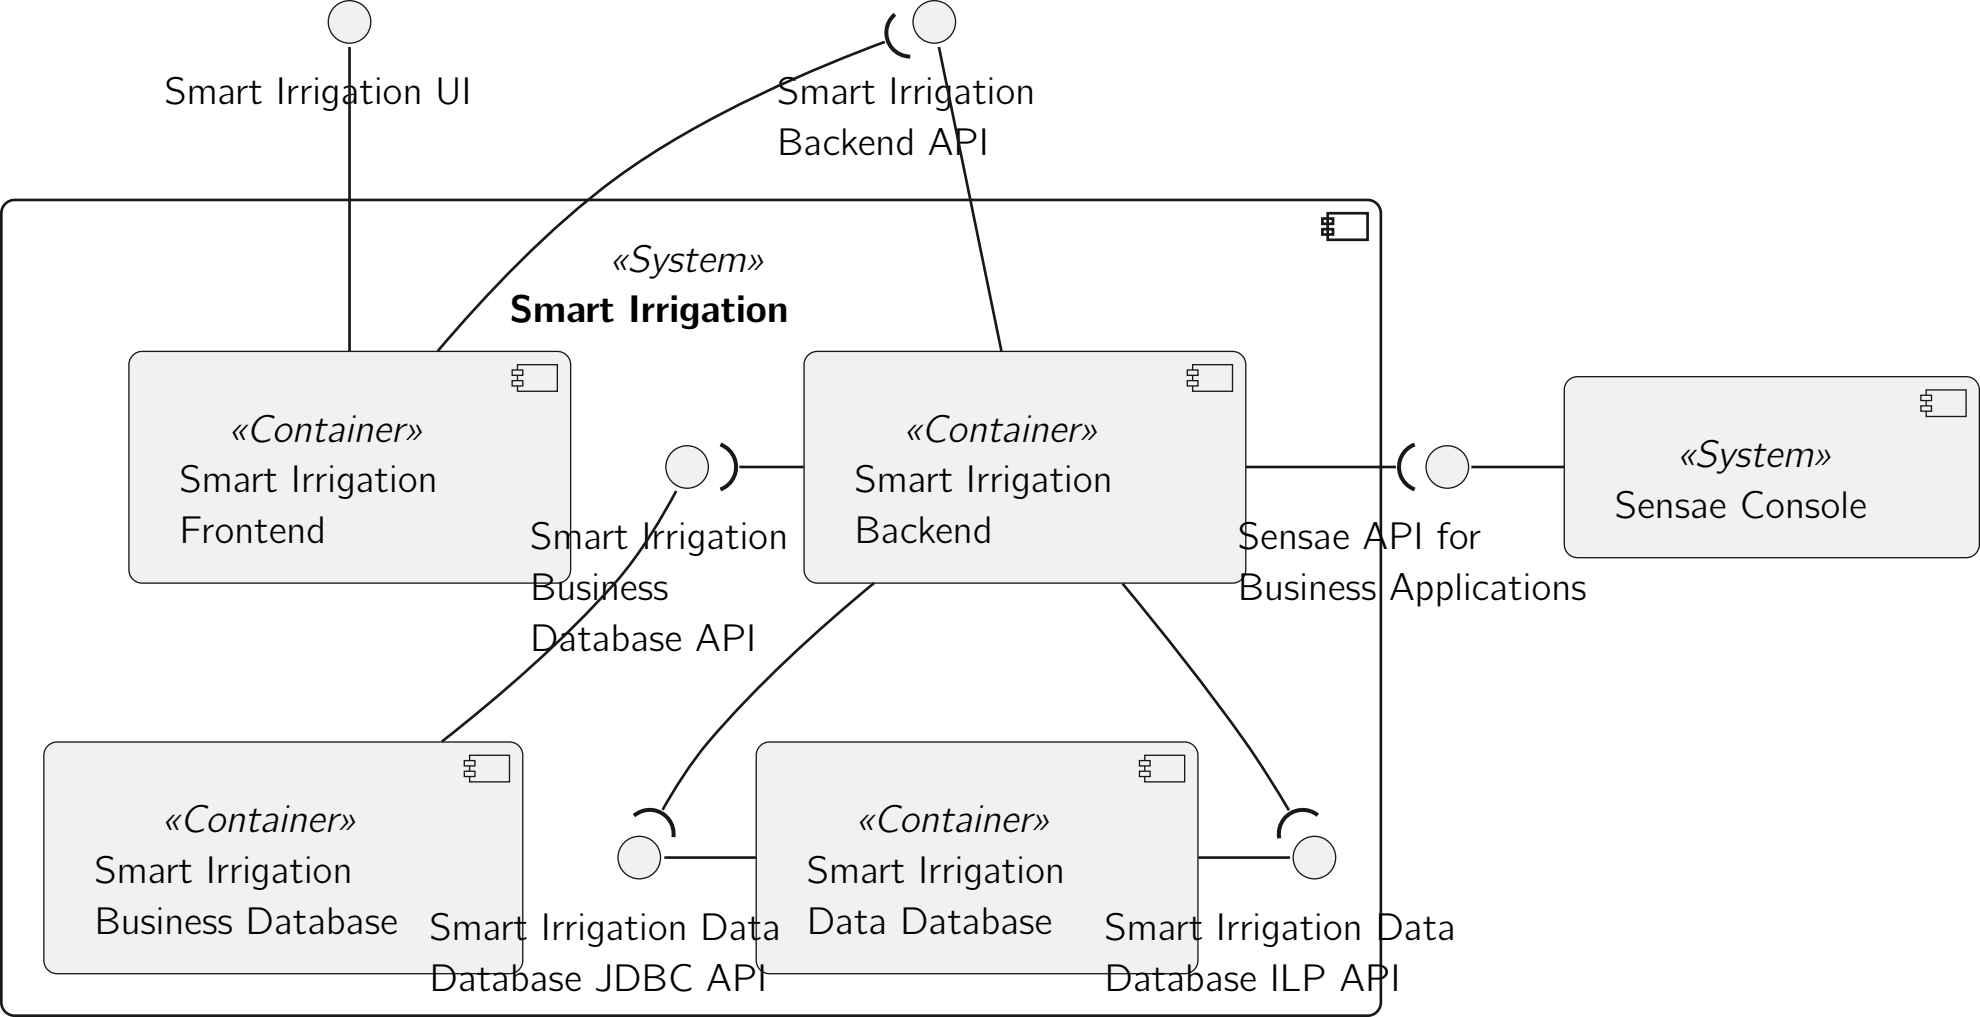 Smart Irrigation UI
Smart Irrigation
Backend API
«System»
Smart Irrigation
«Container»
Smart Irrigation
Frontend
Smart Irrigation
Business
Database API
«Container»
Smart Irrigation
Backend
Sensae API for
Business Applications
«System»
Sensae Console
«Container»
Smart Irrigation
Business Database
Smart Irrigation Data
Database JDBC API
«Container»
Smart Irrigation
Data Database
Smart Irrigation Data
Database ILP API